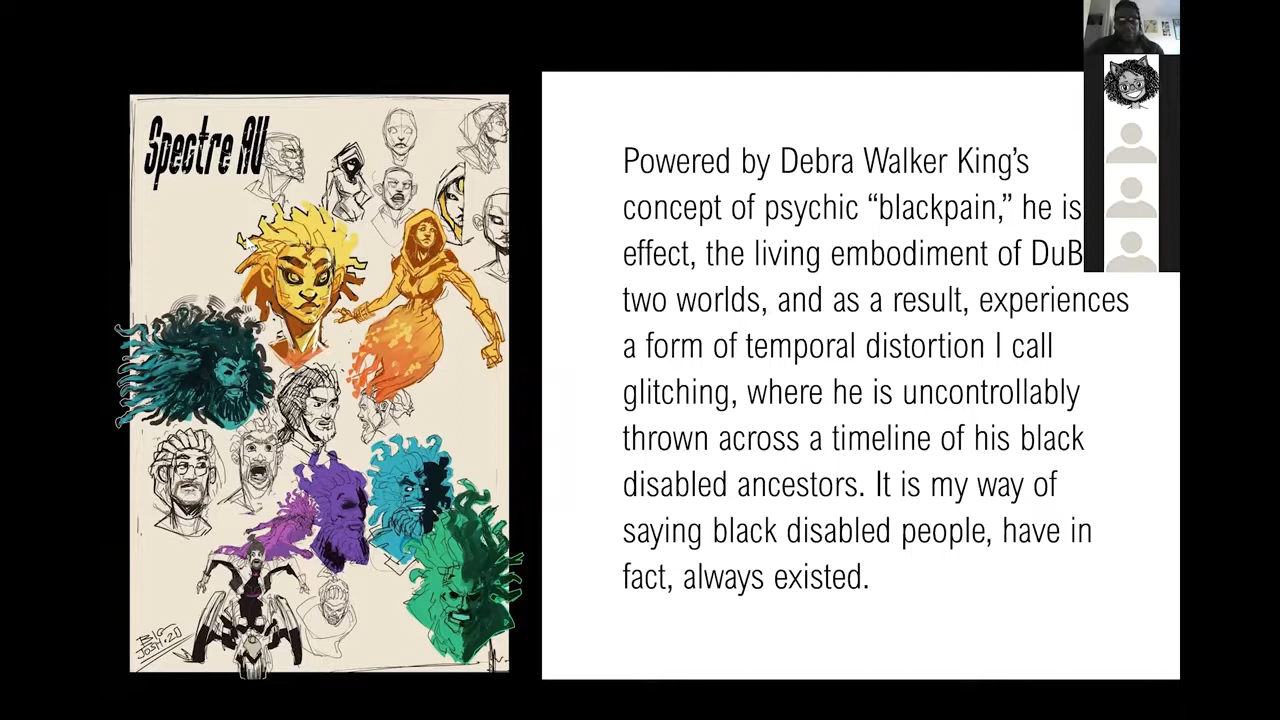 Spectre AU
BIG
JOSH·20
Powered by Debra Walker King’s
concept of psychic “blackpain,” he is
effect, the living embodiment of DuB
two worlds, and as a result, experiences
a form of temporal distortion I call
glitching, where he is uncontrollably
thrown across a timeline of his black
disabled ancestors. It is my way of
saying black disabled people, have in
fact, always existed.